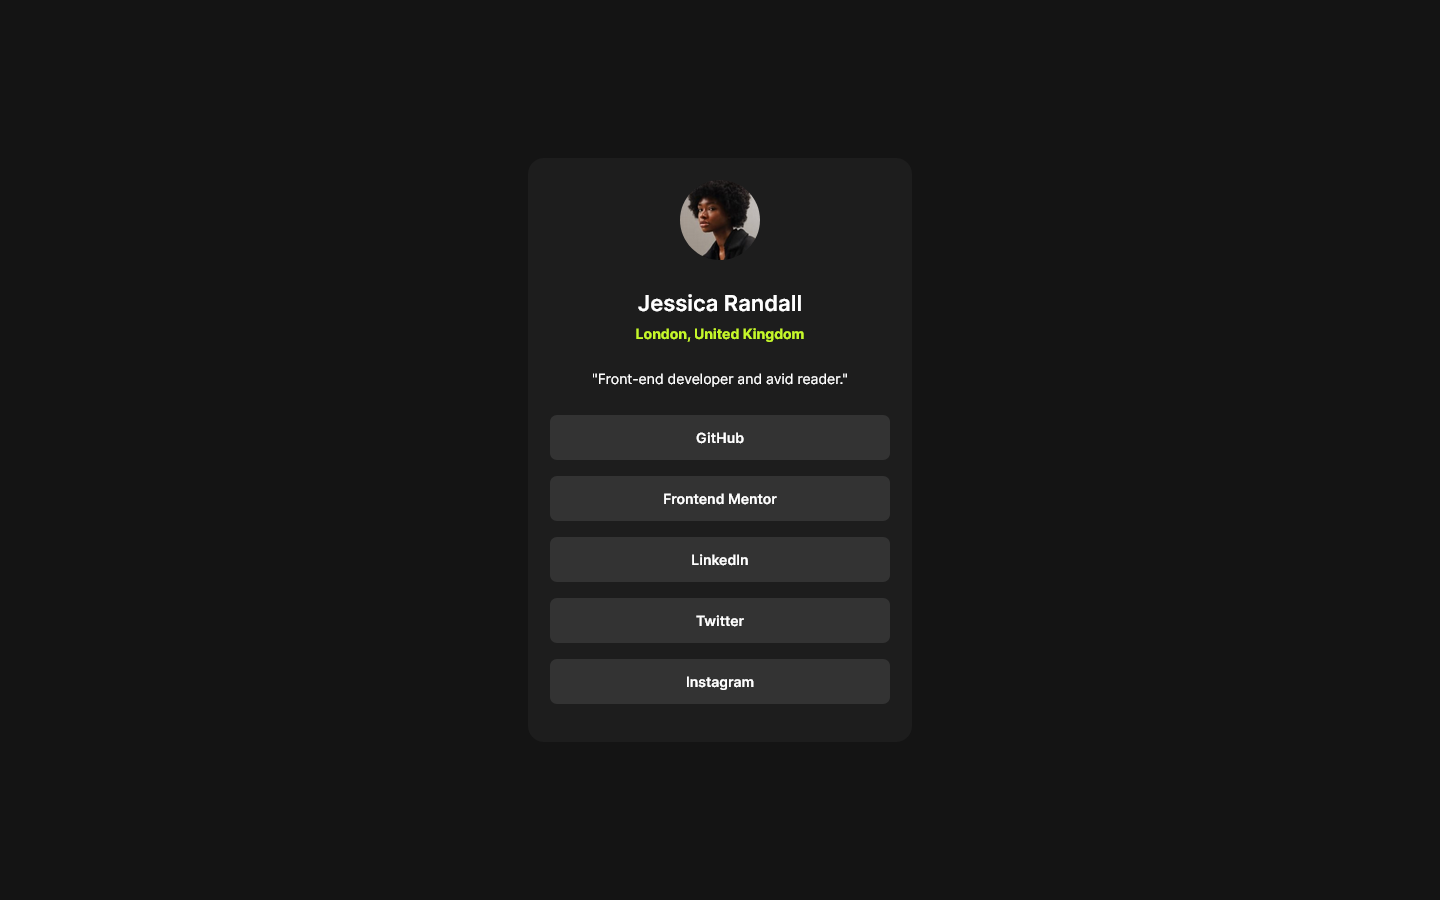 Jessica Randall
London, United Kingdom
"Front-end developer and avid reader."
GitHub
Frontend Mentor
LinkedIn
Twitter
Instagram